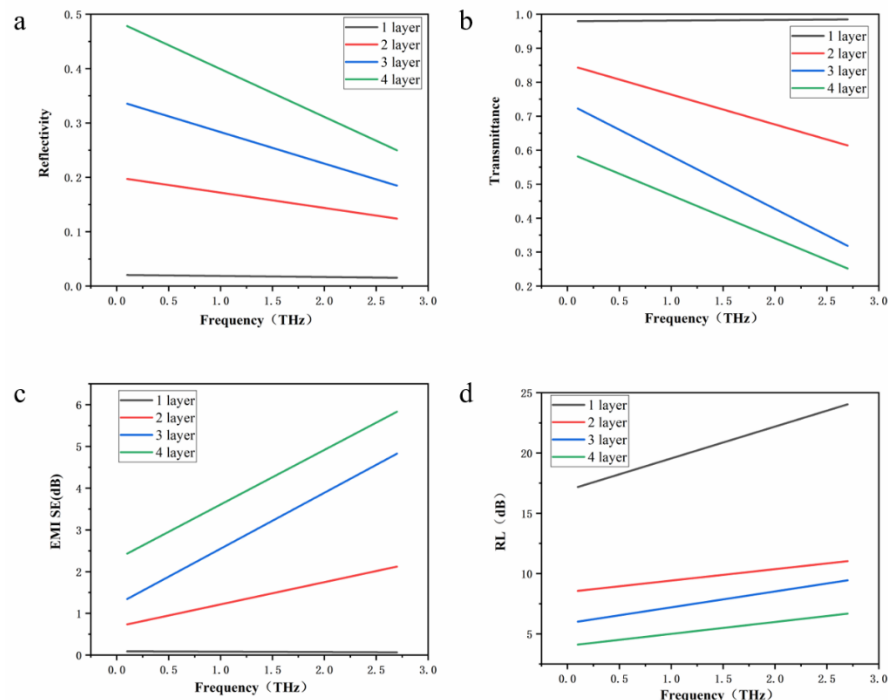 a
0.5
0.4
0.3
0.2
0.1
0.0
Reflectivity
0.0 0.5 1.0 1.5 2.0 2.5 3.0
Frequency（THz）
1 layer
2 layer
3 layer
4 layer
b
1.0
0.9
0.8
0.7
0.6
0.5
0.4
0.3
0.2
Transmittance
0.0 0.5 1.0 1.5 2.0 2.5 3.0
Frequency（THz）
1 layer
2 layer
3 layer
4 layer
c
6
5
4
3
2
1
0
EMI SE(dB)
0.0 0.5 1.0 1.5 2.0 2.5 3.0
Frequency（THz）
1 layer
2 layer
3 layer
4 layer
d
25
20
15
10
5
RL（dB）
0.0 0.5 1.0 1.5 2.0 2.5 3.0
Frequency（THz）
1 layer
2 layer
3 layer
4 layer